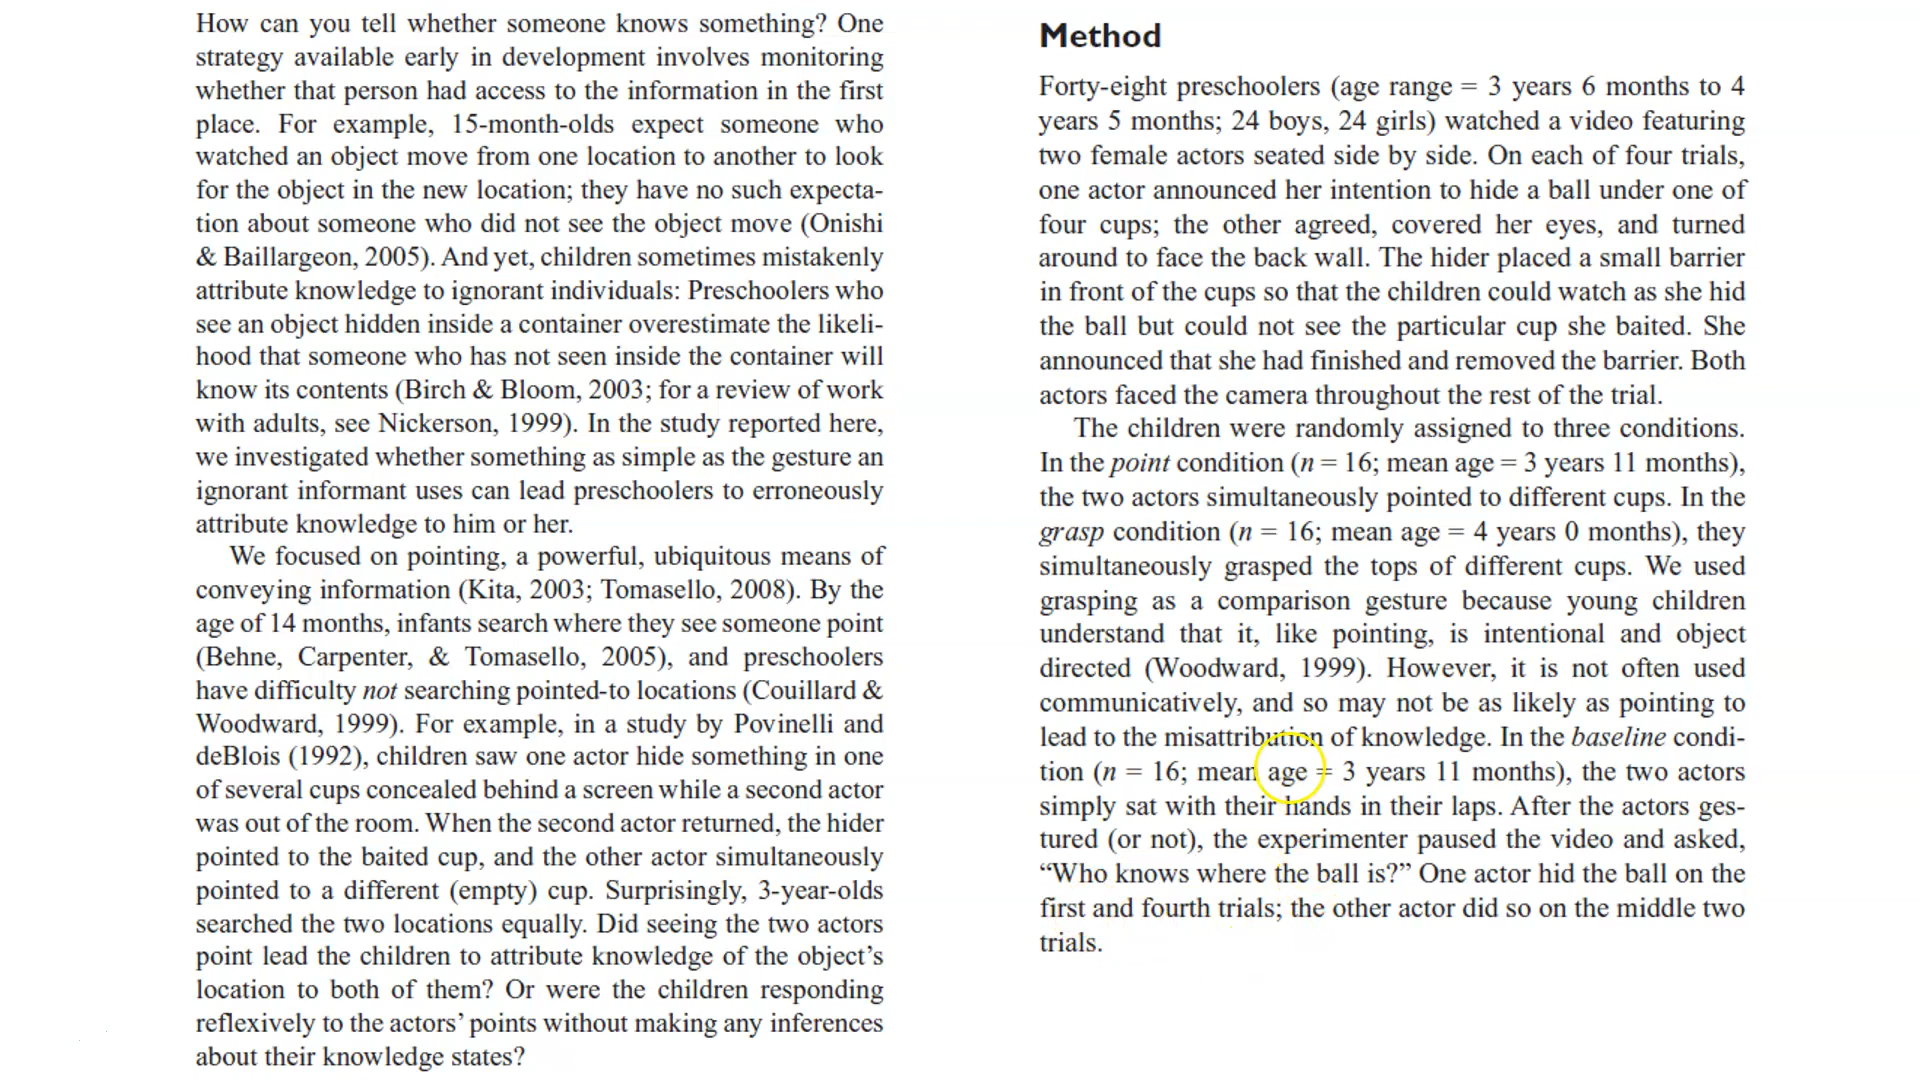 How can you tell whether someone knows something? One
strategy available early in development involves monitoring
whether that person had access to the information in the first
place. For example, 15-month-olds expect someone who
watched an object move from one location to another to look
for the object in the new location; they have no such expecta-
tion about someone who did not see the object move (Onishi
& Baillargeon, 2005). And yet, children sometimes mistakenly
attribute knowledge to ignorant individuals: Preschoolers who
see an object hidden inside a container overestimate the likeli-
hood that someone who has not seen inside the container will
know its contents (Birch & Bloom, 2003; for a review of work
with adults, see Nickerson, 1999). In the study reported here,
we investigated whether something as simple as the gesture an
ignorant informant uses can lead preschoolers to erroneously
attribute knowledge to him or her.
We focused on pointing, a powerful, ubiquitous means of
conveying information (Kita, 2003; Tomasello, 2008). By the
age of 14 months, infants search where they see someone point
(Behne, Carpenter, & Tomasello, 2005), and preschoolers
have difficulty not searching pointed-to locations (Couillard &
Woodward, 1999). For example, in a study by Povinelli and
deBlois (1992), children saw one actor hide something in one
of several cups concealed behind a screen while a second actor
was out of the room. When the second actor returned, the hider
pointed to the baited cup, and the other actor simultaneously
pointed to a different (empty) cup. Surprisingly, 3-year-olds
searched the two locations equally. Did seeing the two actors
point lead the children to attribute knowledge of the object's
location to both of them? Or were the children responding
reflexively to the actors' points without making any inferences
about their knowledge states?
Method
Forty-eight preschoolers (age range = 3 years 6 months to 4
years 5 months; 24 boys, 24 girls) watched a video featuring
two female actors seated side by side. On each of four trials,
one actor announced her intention to hide a ball under one of
four cups; the other agreed, covered her eyes, and turned
around to face the back wall. The hider placed a small barrier
in front of the cups so that the children could watch as she hid
the ball but could not see the particular cup she baited. She
announced that she had finished and removed the barrier. Both
actors faced the camera throughout the rest of the trial.
The children were randomly assigned to three conditions.
In the point condition (n = 16; mean age = 3 years 11 months),
the two actors simultaneously pointed to different cups. In the
grasp condition (n = 16; mean age = 4 years 0 months), they
simultaneously grasped the tops of different cups. We used
grasping as a comparison gesture because young children
understand that it, like pointing, is intentional and object
directed (Woodward, 1999). However, it is not often used
communicatively, and so may not be as likely as pointing to
lead to the misattribution of knowledge. In the baseline condi-
tion (n = 16; mean age = 3 years 11 months), the two actors
simply sat with their hands in their laps. After the actors ges-
tured (or not), the experimenter paused the video and asked,
“Who knows where the ball is?” One actor hid the ball on the
first and fourth trials; the other actor did so on the middle two
trials.